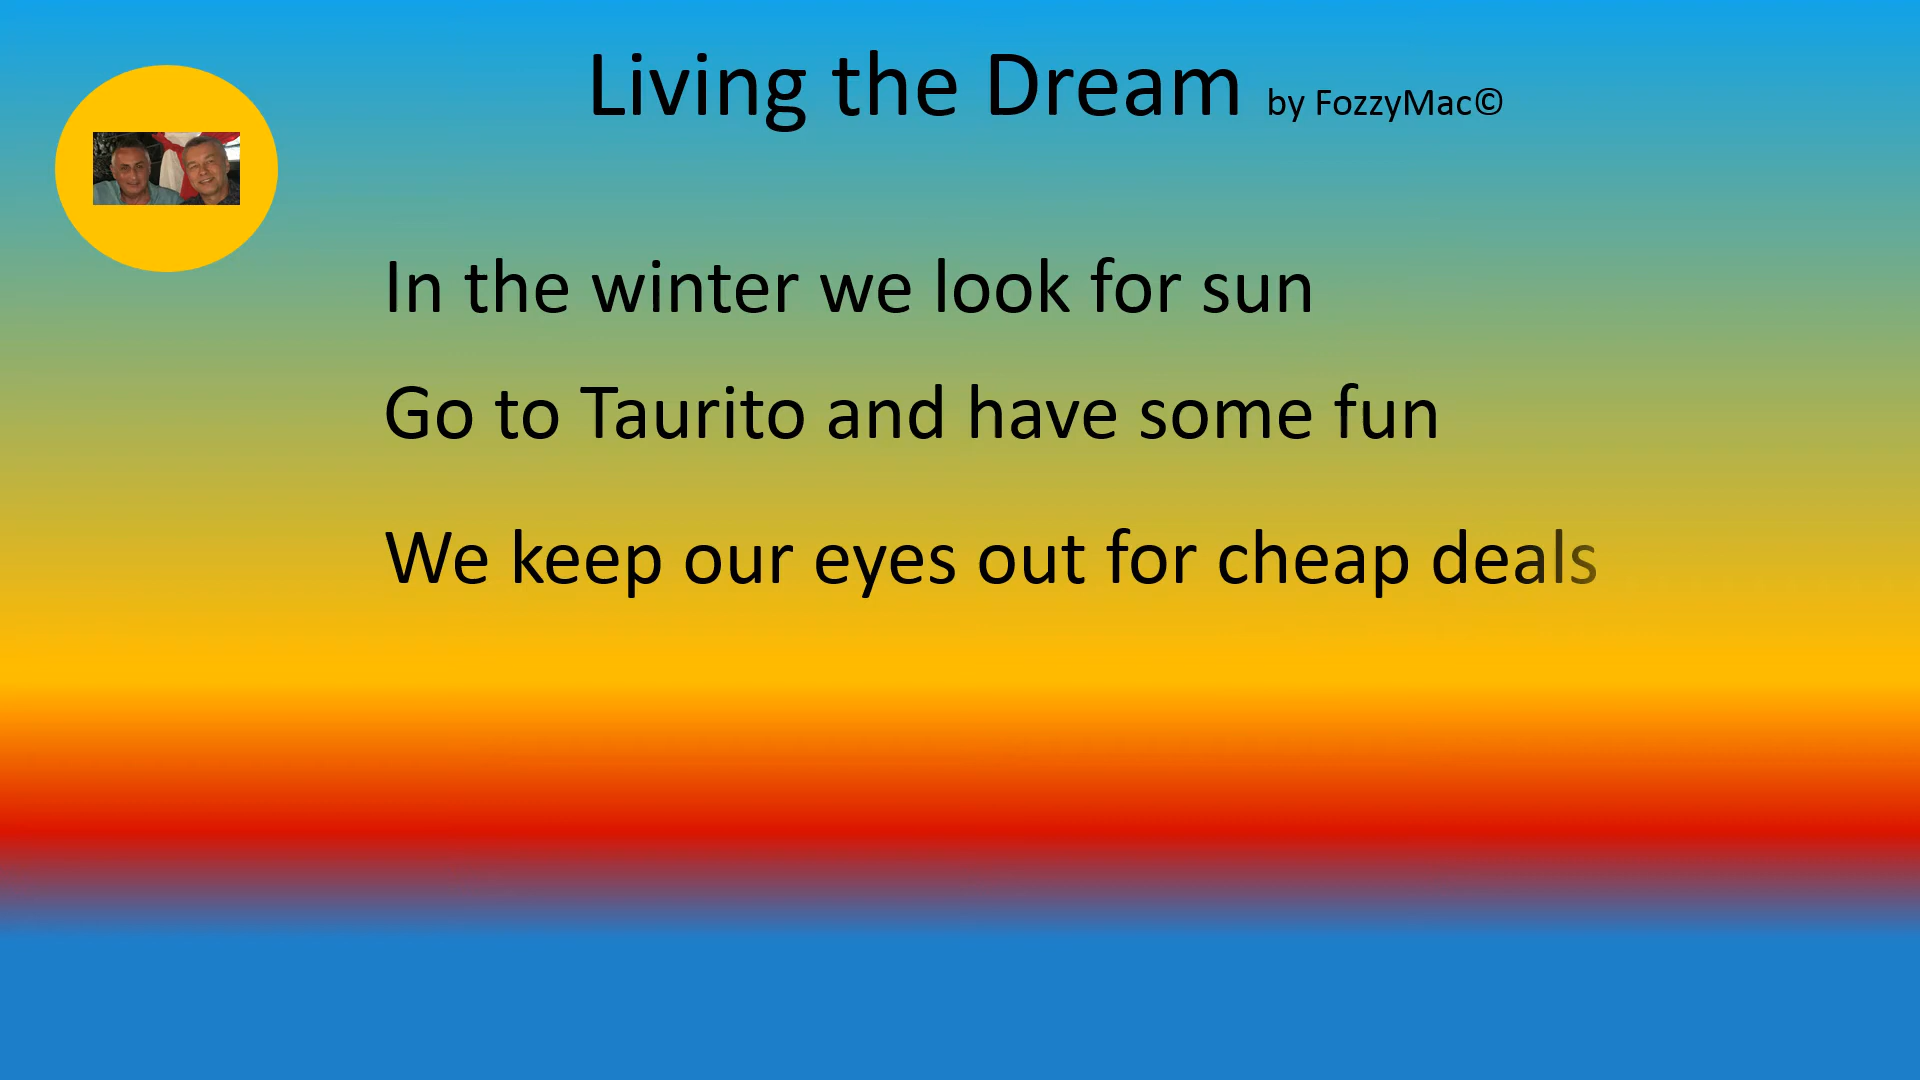 Living the Dream by FozzyMac©
In the winter we look for sun
Go to Taurito and have some fun
We keep our eyes out for cheap deals